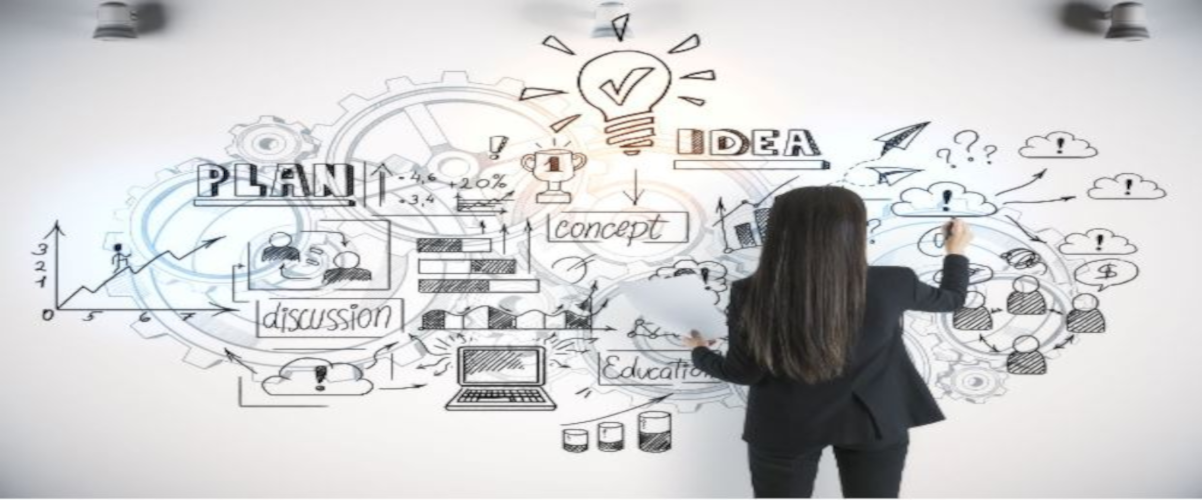 IDEA
PLAN
- 4,6
+20%
- 3,4
1
concept
3
2
1
0 5 6 7
discussion
Education
$